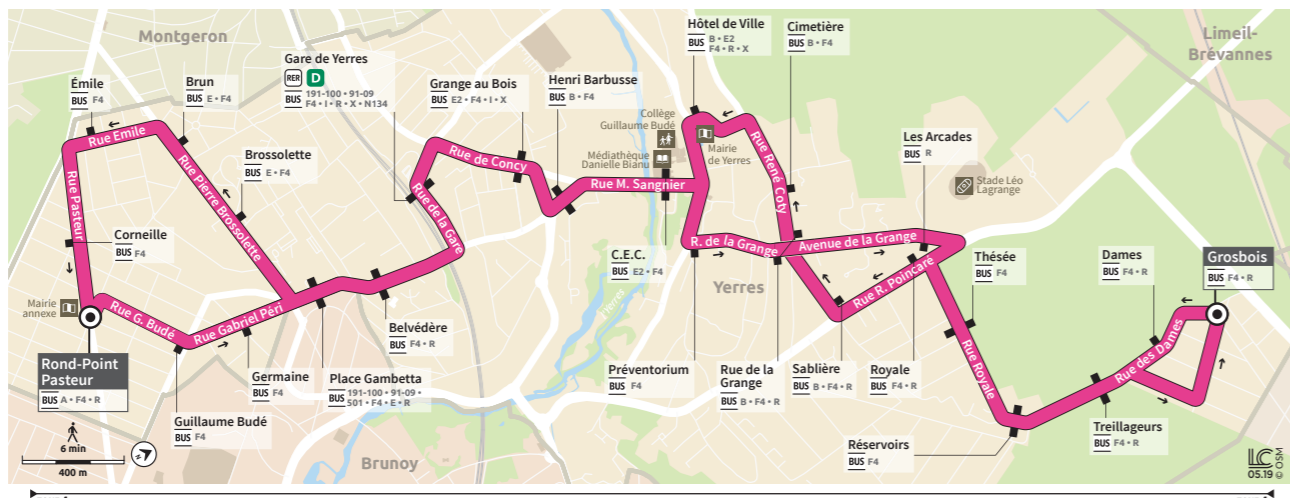 Montgeron
Limeil-
Brévannes
Émile
BUS F4
Brun
BUS E • F4
Gare de Yerres
RER D
BUS 191-100 • 91-09
F4 • I • R • X • N134
Grange au Bois
BUS E2 • F4 • I • X
Henri Barbusse
BUS B • F4
Hôtel de Ville
BUS B • E2
F4 • R • X
Cimetière
BUS B • F4
Collège
Guillaume Budé
Médiathèque
Danielle Bianu
Mairie
de Yerres
Les Arcades
BUS R
Stade Léo
Lagrange
Brossolette
BUS E • F4
Corneille
BUS F4
Rue Emile
Rue Pasteur
Rue Pierre Brossolette
Rue de Concy
Rue de la Gare
Rue M. Sangnier
Rue René Coty
R. de la Grange
Avenue de la Grange
Rue R. Poincaré
Rue G. Budé
Rue Gabriel Péri
Rue Royale
Rue des Dames
C.E.C.
BUS E2 • F4
Yerres
Yerres
Thésée
BUS F4
Dames
BUS F4 • R
Grosbois
BUS F4 • R
Mairie
annexe
Rond-Point
Pasteur
BUS A • F4 • R
Belvédère
BUS F4 • R
Germaine
BUS F4
Place Gambetta
BUS 191-100 • 91-09 •
501 • F4 • E • R
Guillaume Budé
BUS F4
Préventorium
BUS F4
Rue de la
Grange
BUS B • F4 • R
Sablière
BUS B • F4 • R
Royale
BUS F4 • R
Réservoirs
BUS F4
Treillageurs
BUS F4 • R
Brunoy
6 min
400 m
N
LC
05.19 © OSM